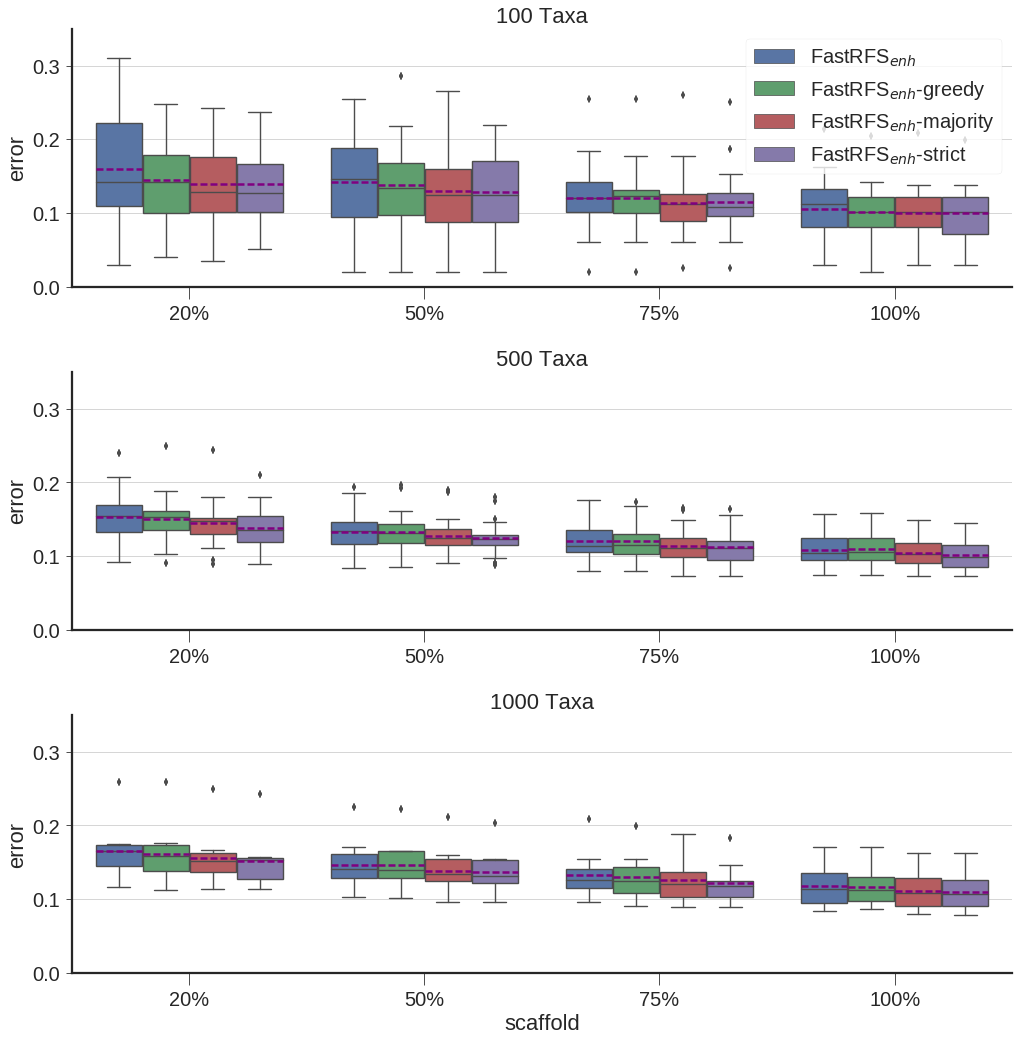 100 Taxa
error
0.3
0.2
0.1
0.0
FastRFS_enh
FastRFS_enh-greedy
FastRFS_enh-majority
FastRFS_enh-strict
20% 50% 75% 100%
500 Taxa
error
0.3
0.2
0.1
0.0
20% 50% 75% 100%
1000 Taxa
error
0.3
0.2
0.1
0.0
20% 50% 75% 100%
scaffold